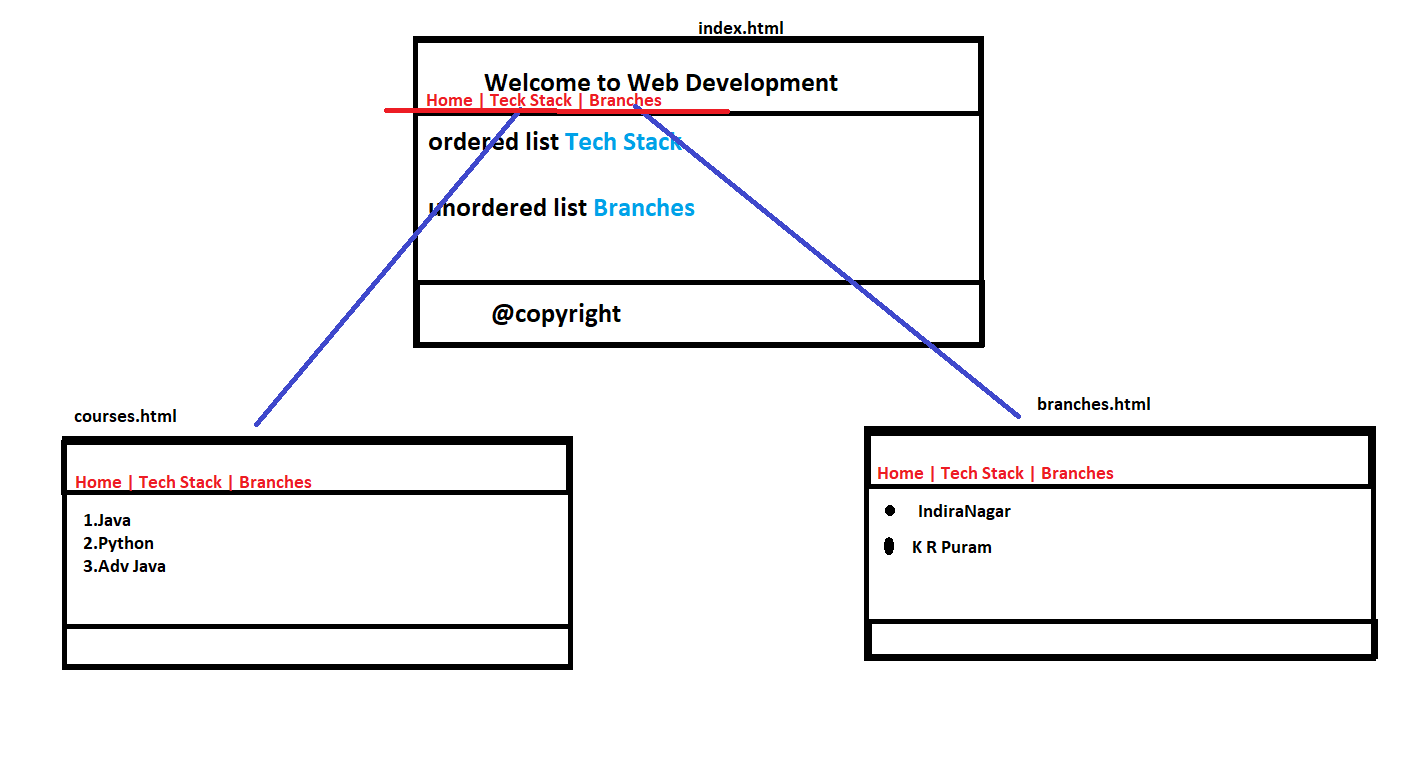 index.html
Welcome to Web Development
Home | Teck Stack | Branches
ordered list Tech Stack
unordered list Branches
@copyright
courses.html
Home | Tech Stack | Branches
1.Java
2.Python
3.Adv Java
branches.html
Home | Tech Stack | Branches
IndiraNagar
K R Puram